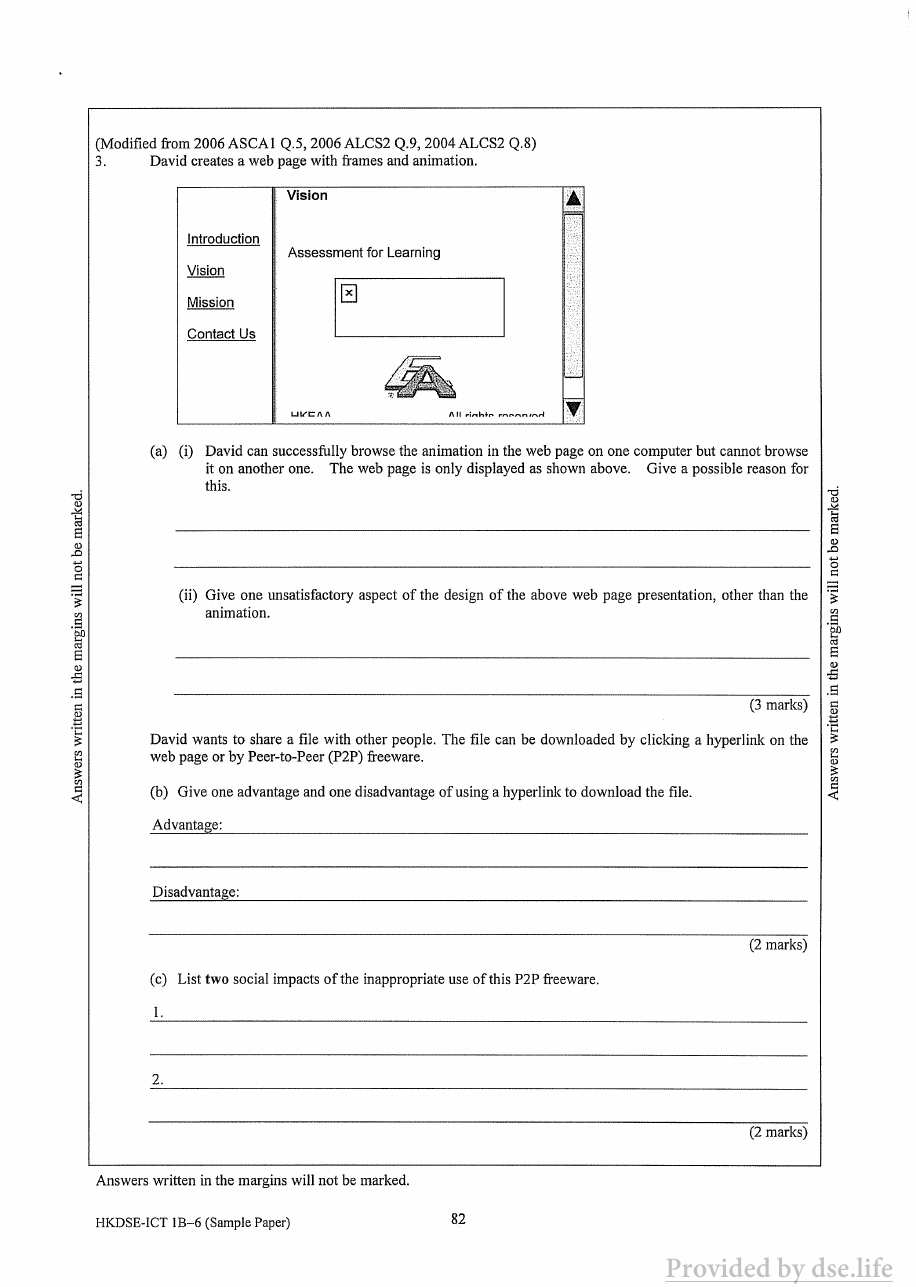 (Modified from 2006 ASCA1 Q.5, 2006 ALCS2 Q.9, 2004 ALCS2 Q.8)
3. David creates a web page with frames and animation.
Vision
Introduction
Assessment for Learning
Vision
Mission
Contact Us
EA
HKEAA All rights reserved
(a) (i) David can successfully browse the animation in the web page on one computer but cannot browse
it on another one. The web page is only displayed as shown above. Give a possible reason for
this.
(ii) Give one unsatisfactory aspect of the design of the above web page presentation, other than the
animation.
(3 marks)
David wants to share a file with other people. The file can be downloaded by clicking a hyperlink on the
web page or by Peer-to-Peer (P2P) freeware.
(b) Give one advantage and one disadvantage of using a hyperlink to download the file.
Advantage:
Disadvantage:
(2 marks)
(c) List two social impacts of the inappropriate use of this P2P freeware.
1.
2.
(2 marks)
Answers written in the margins will not be marked.
Answers written in the margins will not be marked.
Answers written in the margins will not be marked.
HKDSE-ICT 1B–6 (Sample Paper) 82
Provided by dse.life